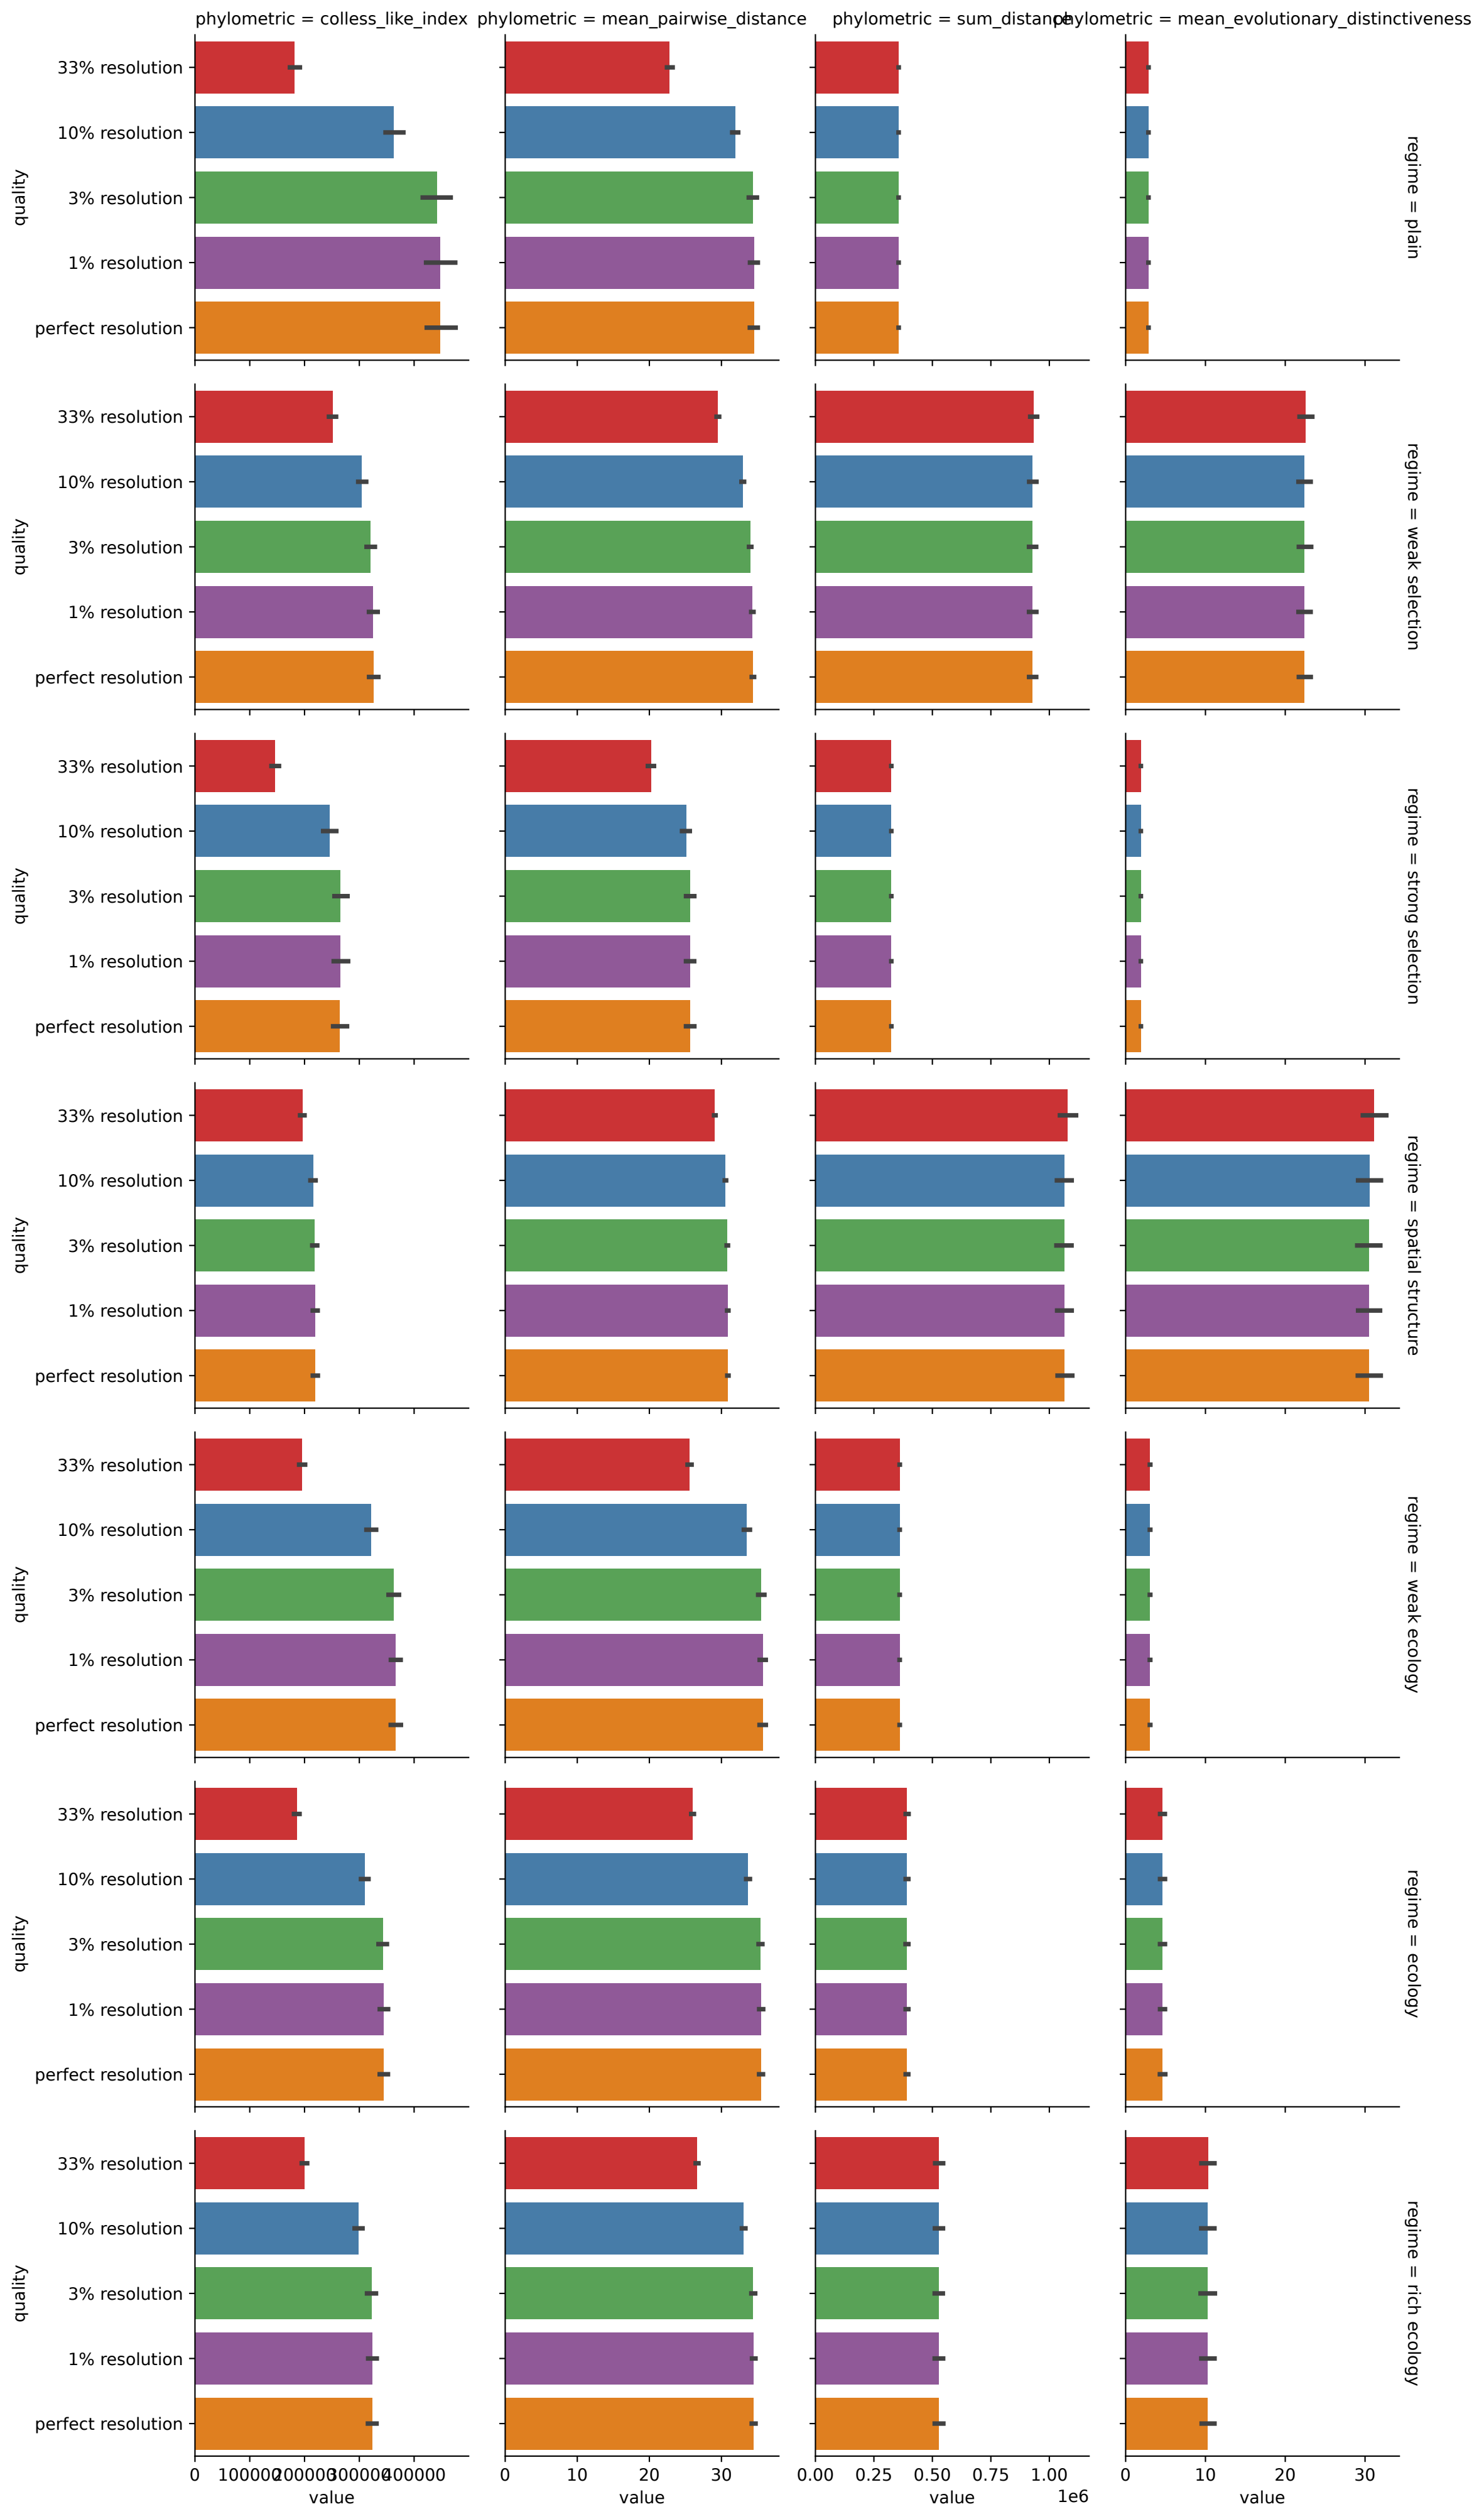 phylometric = colless_like_index
phylometric = mean_pairwise_distance
phylometric = sum_distance
phylometric = mean_evolutionary_distinctiveness
33% resolution
10% resolution
3% resolution
1% resolution
perfect resolution
quality
regime = plain
33% resolution
10% resolution
3% resolution
1% resolution
perfect resolution
quality
regime = weak selection
33% resolution
10% resolution
3% resolution
1% resolution
perfect resolution
quality
regime = strong selection
33% resolution
10% resolution
3% resolution
1% resolution
perfect resolution
quality
regime = spatial structure
33% resolution
10% resolution
3% resolution
1% resolution
perfect resolution
quality
regime = weak ecology
33% resolution
10% resolution
3% resolution
1% resolution
perfect resolution
quality
regime = ecology
33% resolution
10% resolution
3% resolution
1% resolution
perfect resolution
quality
regime = rich ecology
0 100000 200000 300000 400000
value
0 10 20 30
value
0.00 0.25 0.50 0.75 1.00
1e6
value
0 10 20 30
value